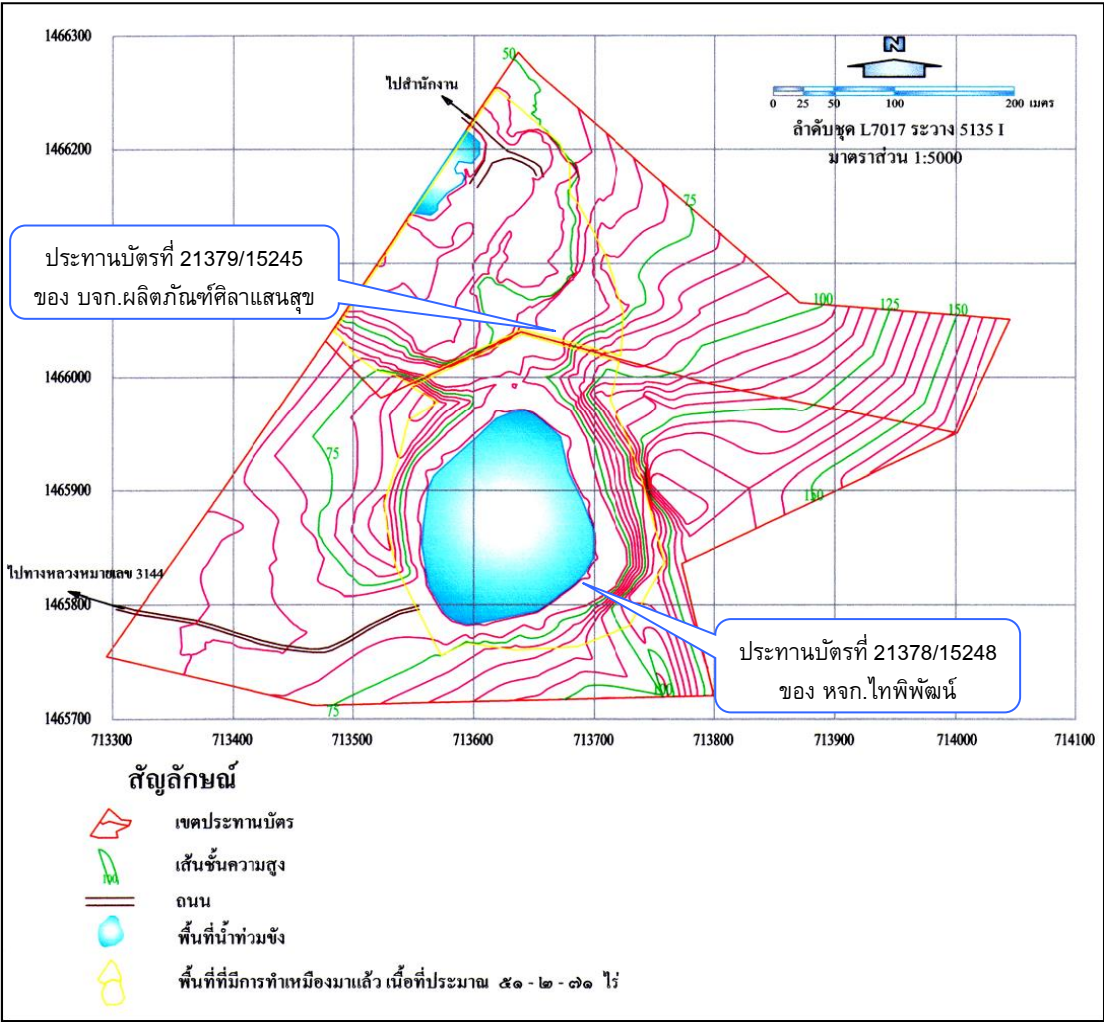 1466300
1466200
1466000
1465900
1465800
1465700
713300 713400 713500 713600 713700 713800 713900 714000 714100
N
0 25 50 100 200 เมตร
ลำดับชุด L7017 ระวาง 5135 I
มาตราส่วน 1:5000
ไปสำนักงาน
50
75
100
125
150
ประทานบัตรที่ 21379/15245
ของ บจก.ผลิตภัณฑ์ศิลาแสนสุข
75
150
ไปทางหลวงหมายเลข 3144
ประทานบัตรที่ 21378/15248
ของ หจก.ไทพิพัฒน์
100
75
สัญลักษณ์
เขตประทานบัตร
100
เส้นชั้นความสูง
ถนน
พื้นที่น้ำท่วมขัง
พื้นที่ที่มีการทำเหมืองมาแล้ว เนื้อที่ประมาณ ๕๑ - ๒ - ๗๑ ไร่